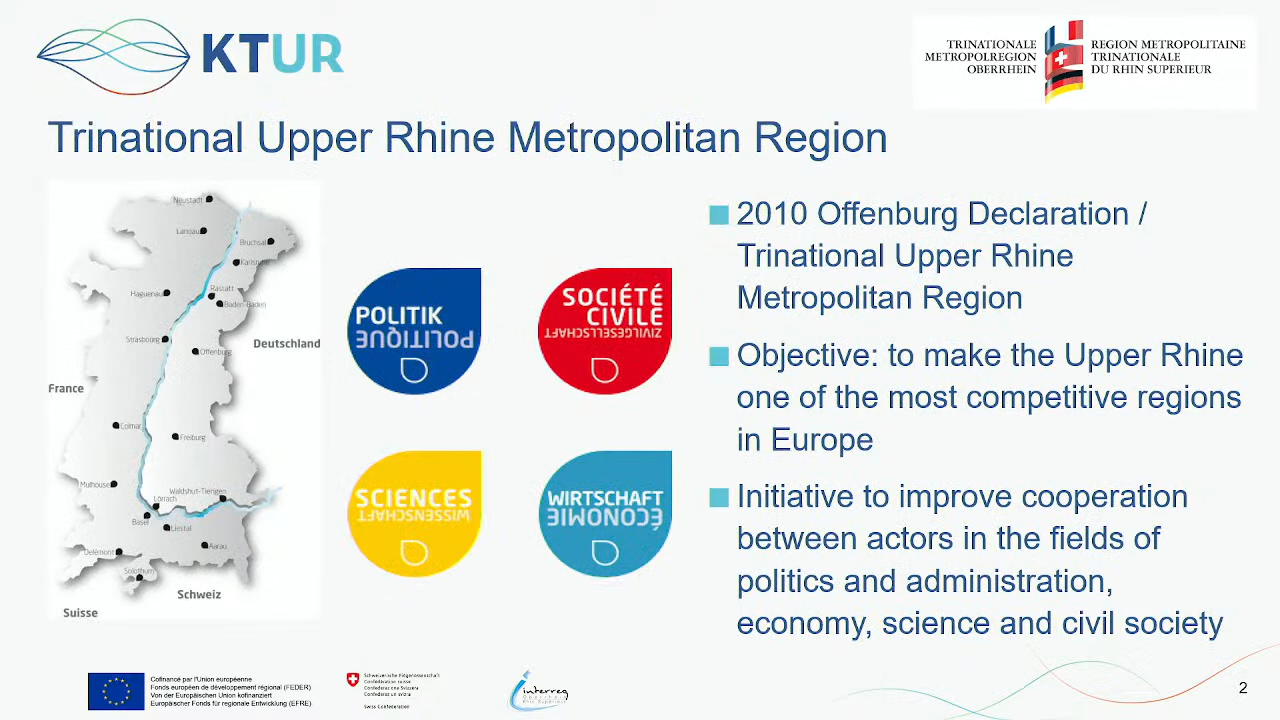 KTUR
TRINATIONALE
METROPOLREGION
OBERRHEIN
REGION METROPOLITAINE
TRINATIONALE
DU RHIN SUPERIEUR
Trinational Upper Rhine Metropolitan Region
Neustadt
Landau
Bruchsal
Karlsruhe
Haguenau
Rastatt
Baden-Baden
Strasbourg
Offenburg
Deutschland
France
Colmar
Freiburg
Mulhouse
Waldshut-Tiengen
Lörrach
Basel
Liestal
Delémont
Aarau
Solothurn
Schweiz
Suisse
POLITIK
POLITIQUE
SOCIÉTÉ
CIVILE
ZIVILGESELLSCHAFT
SCIENCES
WISSENSCHAFT
WIRTSCHAFT
ÉCONOMIE
2010 Offenburg Declaration /
Trinational Upper Rhine
Metropolitan Region
Objective: to make the Upper Rhine
one of the most competitive regions
in Europe
Initiative to improve cooperation
between actors in the fields of
politics and administration,
economy, science and civil society
Cofinancé par l'Union européenne
Fonds européen de développement régional (FEDER)
Von der Europäischen Union kofinanziert
Europäischer Fonds für regionale Entwicklung (EFRE)
Schweizerische Eidgenossenschaft
Confédération suisse
Confederazione Svizzera
Confederaziun svizra
Swiss Confederation
interreg
Oberrhein
Rhin Supérieur
2